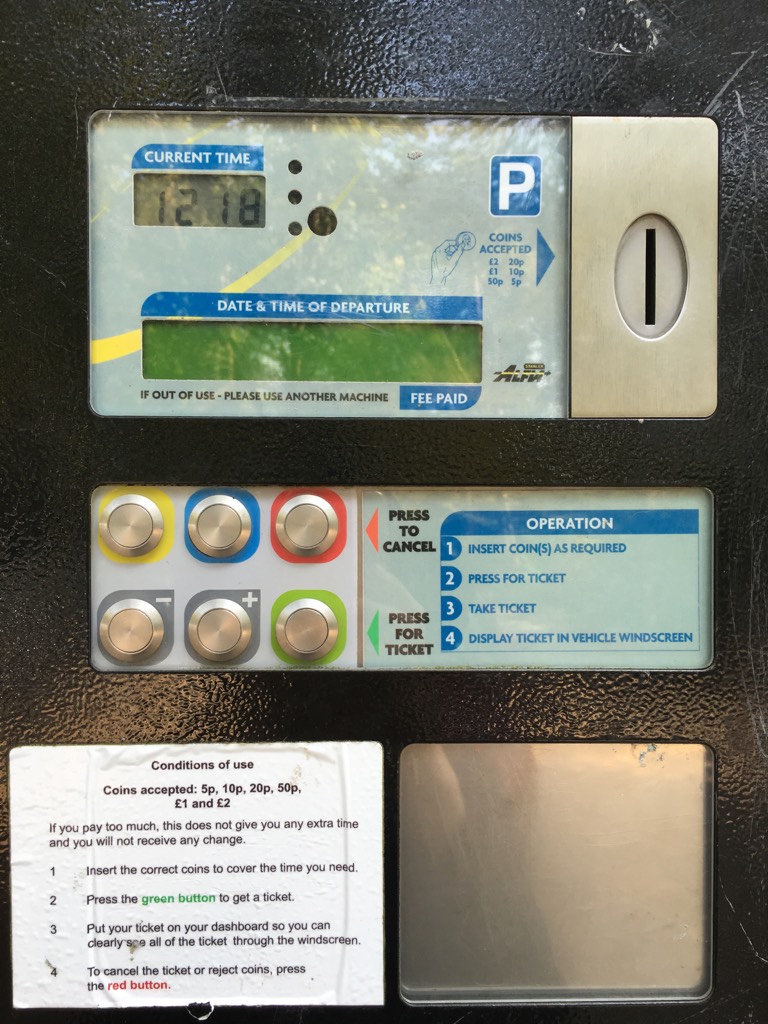 CURRENT TIME
12 18
P
COINS
ACCEPTED
£2 20p
£1 10p
50p 5p
DATE & TIME OF DEPARTURE
ALFA
IF OUT OF USE - PLEASE USE ANOTHER MACHINE
FEE PAID
PRESS
TO
CANCEL
OPERATION
1 INSERT COIN(S) AS REQUIRED
2 PRESS FOR TICKET
3 TAKE TICKET
4 DISPLAY TICKET IN VEHICLE WINDSCREEN
- +
PRESS
FOR
TICKET
Conditions of use
Coins accepted: 5p, 10p, 20p, 50p,
£1 and £2
If you pay too much, this does not give you any extra time
and you will not receive any change.
1 Insert the correct coins to cover the time you need.
2 Press the green button to get a ticket.
3 Put your ticket on your dashboard so you can
clearly see all of the ticket through the windscreen.
4 To cancel the ticket or reject coins, press
the red button.